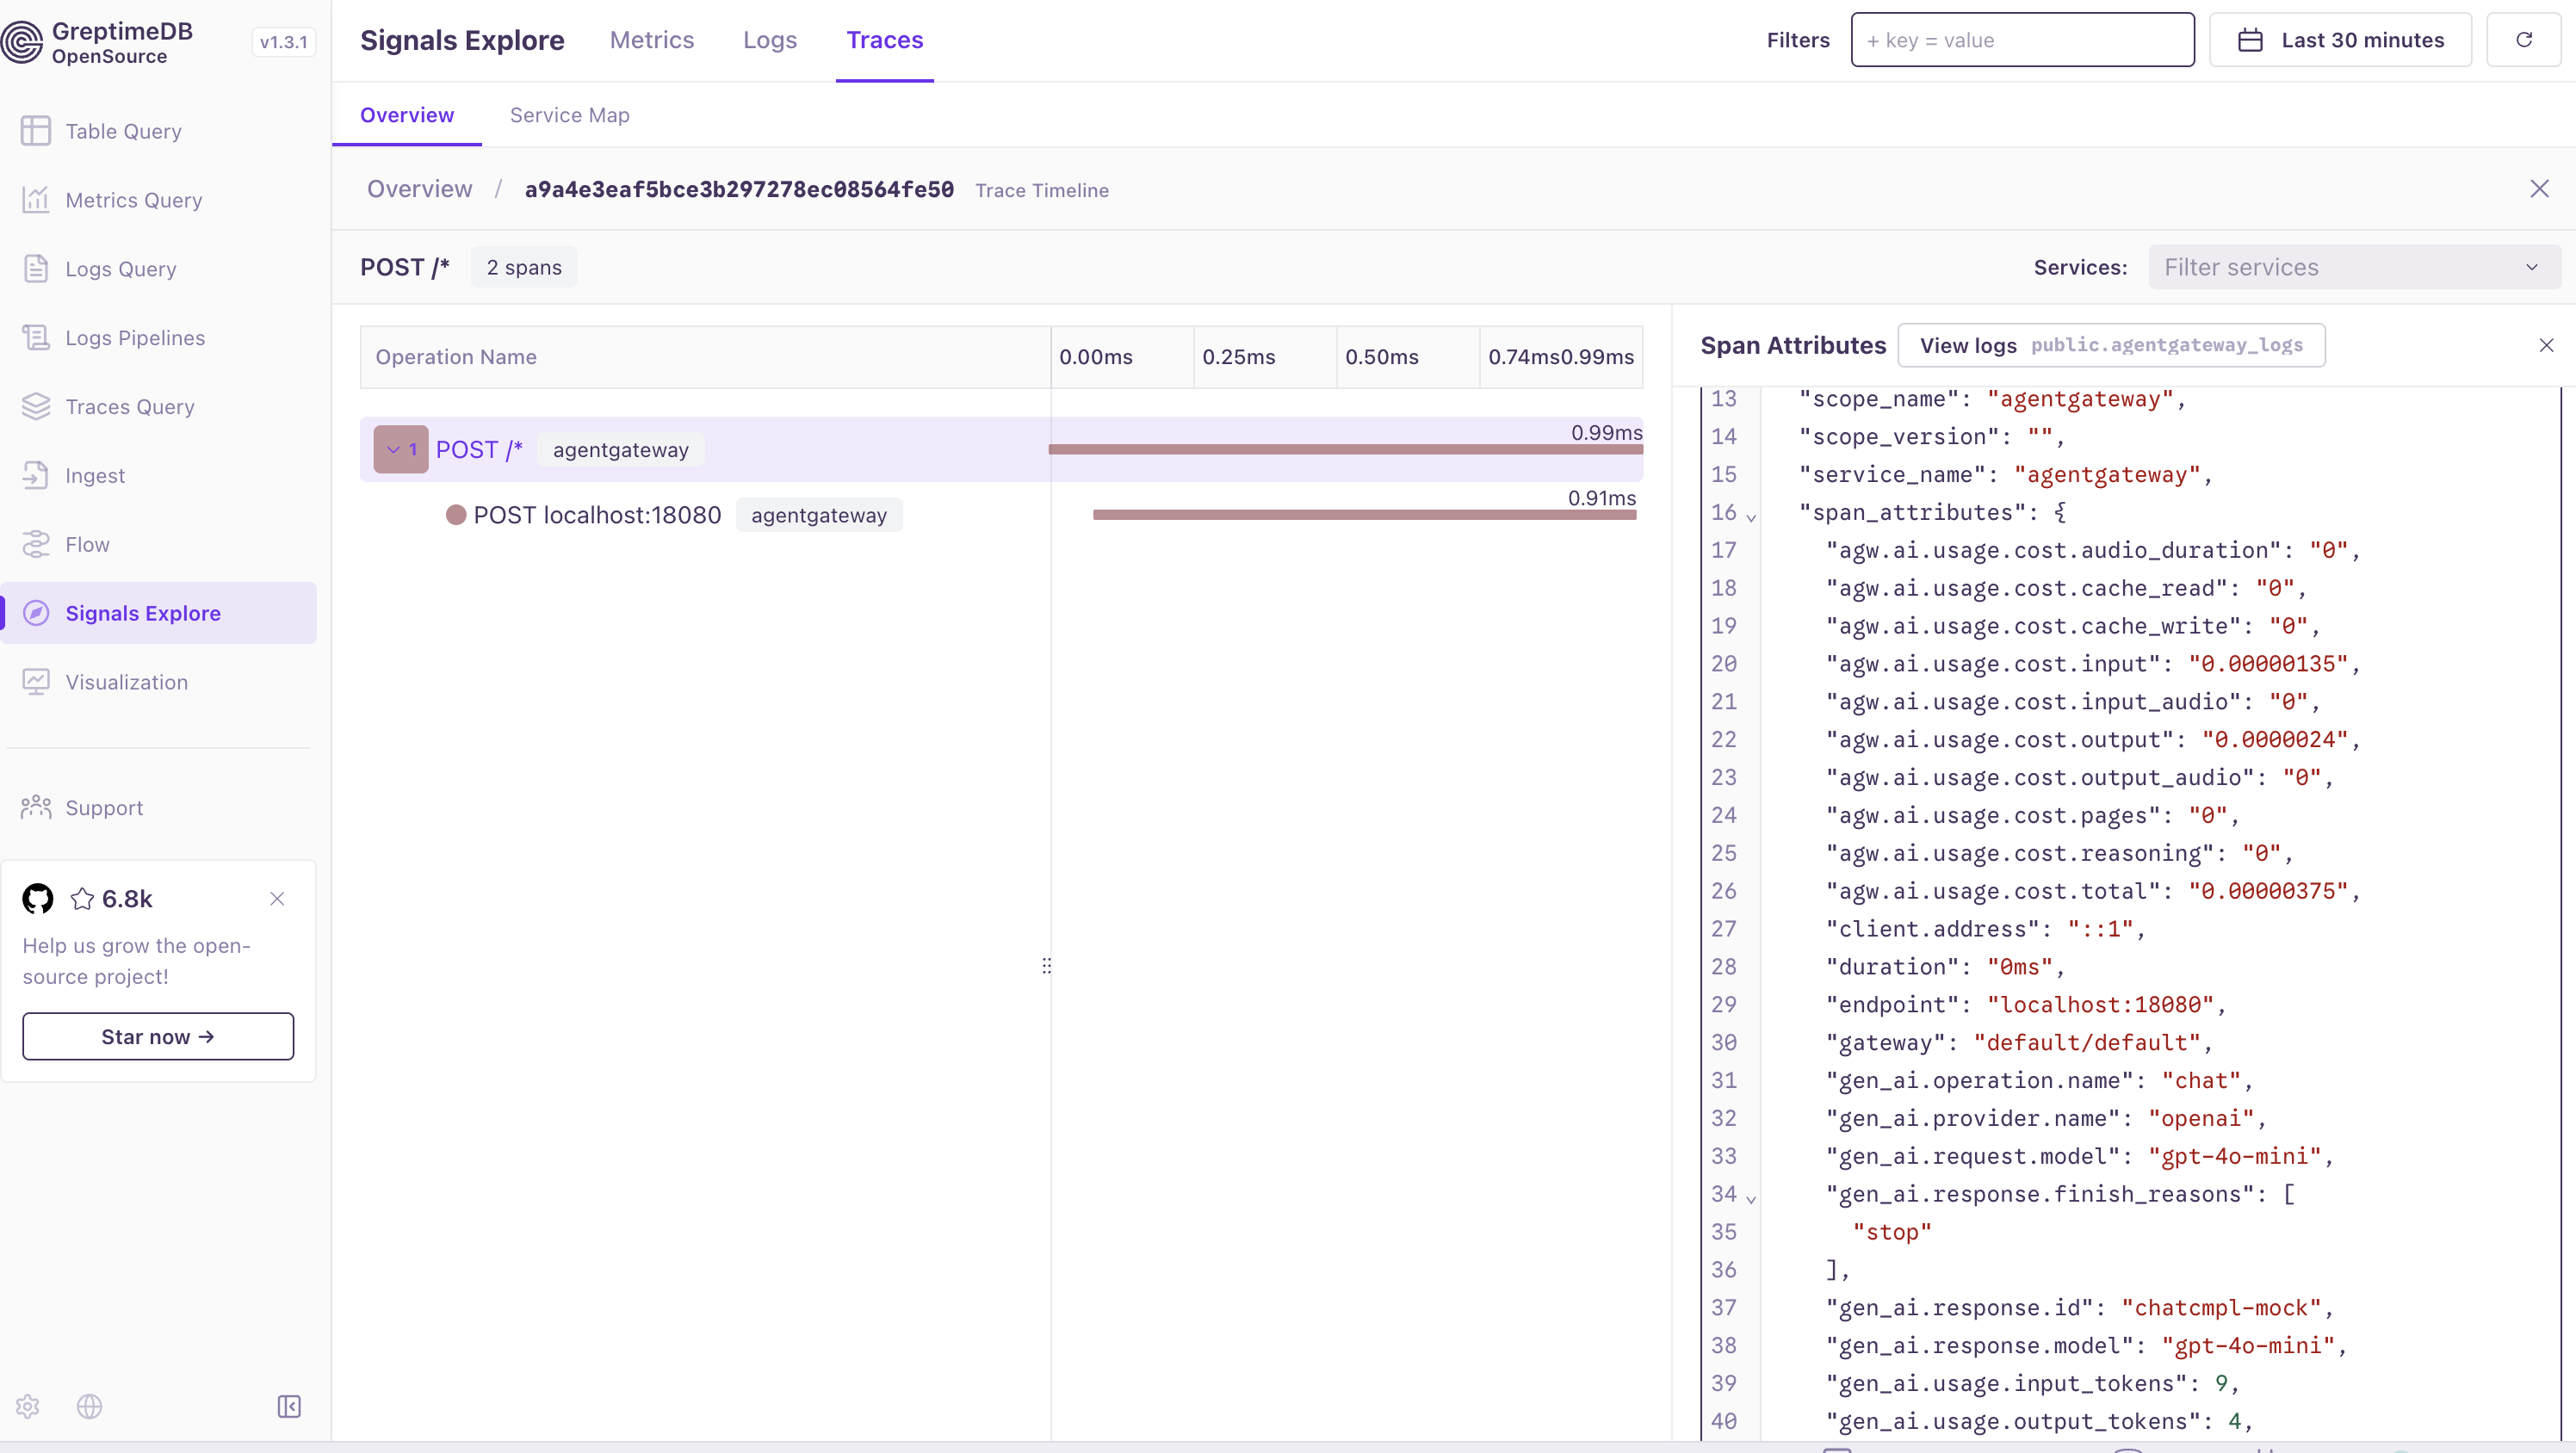 GreptimeDB
OpenSource
v1.3.1
Table Query
Metrics Query
Logs Query
Logs Pipelines
Traces Query
Ingest
Flow
Signals Explore
Visualization
Support
6.8k
Help us grow the open-
source project!
Star now →
Signals Explore
Metrics
Logs
Traces
Filters
+ key = value
Last 30 minutes
Overview
Service Map
Overview / a9a4e3eaf5bce3b297278ec08564fe50 Trace Timeline
POST /*
2 spans
Services:
Filter services
Operation Name
0.00ms
0.25ms
0.50ms
0.74ms0.99ms
1 POST /* agentgateway
0.99ms
POST localhost:18080 agentgateway
0.91ms
Span Attributes
View logs public.agentgateway_logs
13 "scope_name": "agentgateway",
14 "scope_version": "",
15 "service_name": "agentgateway",
16 "span_attributes": {
17 "agw.ai.usage.cost.audio_duration": "0",
18 "agw.ai.usage.cost.cache_read": "0",
19 "agw.ai.usage.cost.cache_write": "0",
20 "agw.ai.usage.cost.input": "0.00000135",
21 "agw.ai.usage.cost.input_audio": "0",
22 "agw.ai.usage.cost.output": "0.0000024",
23 "agw.ai.usage.cost.output_audio": "0",
24 "agw.ai.usage.cost.pages": "0",
25 "agw.ai.usage.cost.reasoning": "0",
26 "agw.ai.usage.cost.total": "0.00000375",
27 "client.address": "::1",
28 "duration": "0ms",
29 "endpoint": "localhost:18080",
30 "gateway": "default/default",
31 "gen_ai.operation.name": "chat",
32 "gen_ai.provider.name": "openai",
33 "gen_ai.request.model": "gpt-4o-mini",
34 "gen_ai.response.finish_reasons": [
35 "stop"
36 ],
37 "gen_ai.response.id": "chatcmpl-mock",
38 "gen_ai.response.model": "gpt-4o-mini",
39 "gen_ai.usage.input_tokens": 9,
40 "gen_ai.usage.output_tokens": 4,